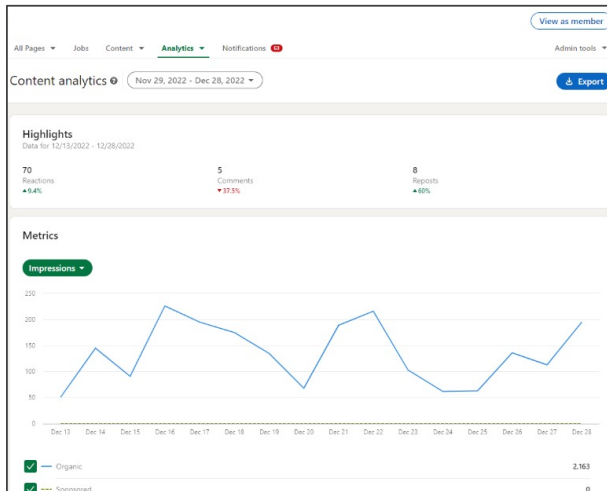 View as member
All Pages Jobs Content Analytics Notifications Admin tools
Content analytics Nov 29, 2022 - Dec 28, 2022 Export
Highlights
Data for 12/13/2022 - 12/28/2022
70 5 8
Reactions Comments Reposts
▲9.4% ▼37.5% ▲60%
Metrics
Impressions
250
200
150
100
50
0
Dec 13 Dec 14 Dec 15 Dec 16 Dec 17 Dec 18 Dec 19 Dec 20 Dec 21 Dec 22 Dec 23 Dec 24 Dec 25 Dec 26 Dec 27 Dec 28
Organic 2,163
Sponsored 0